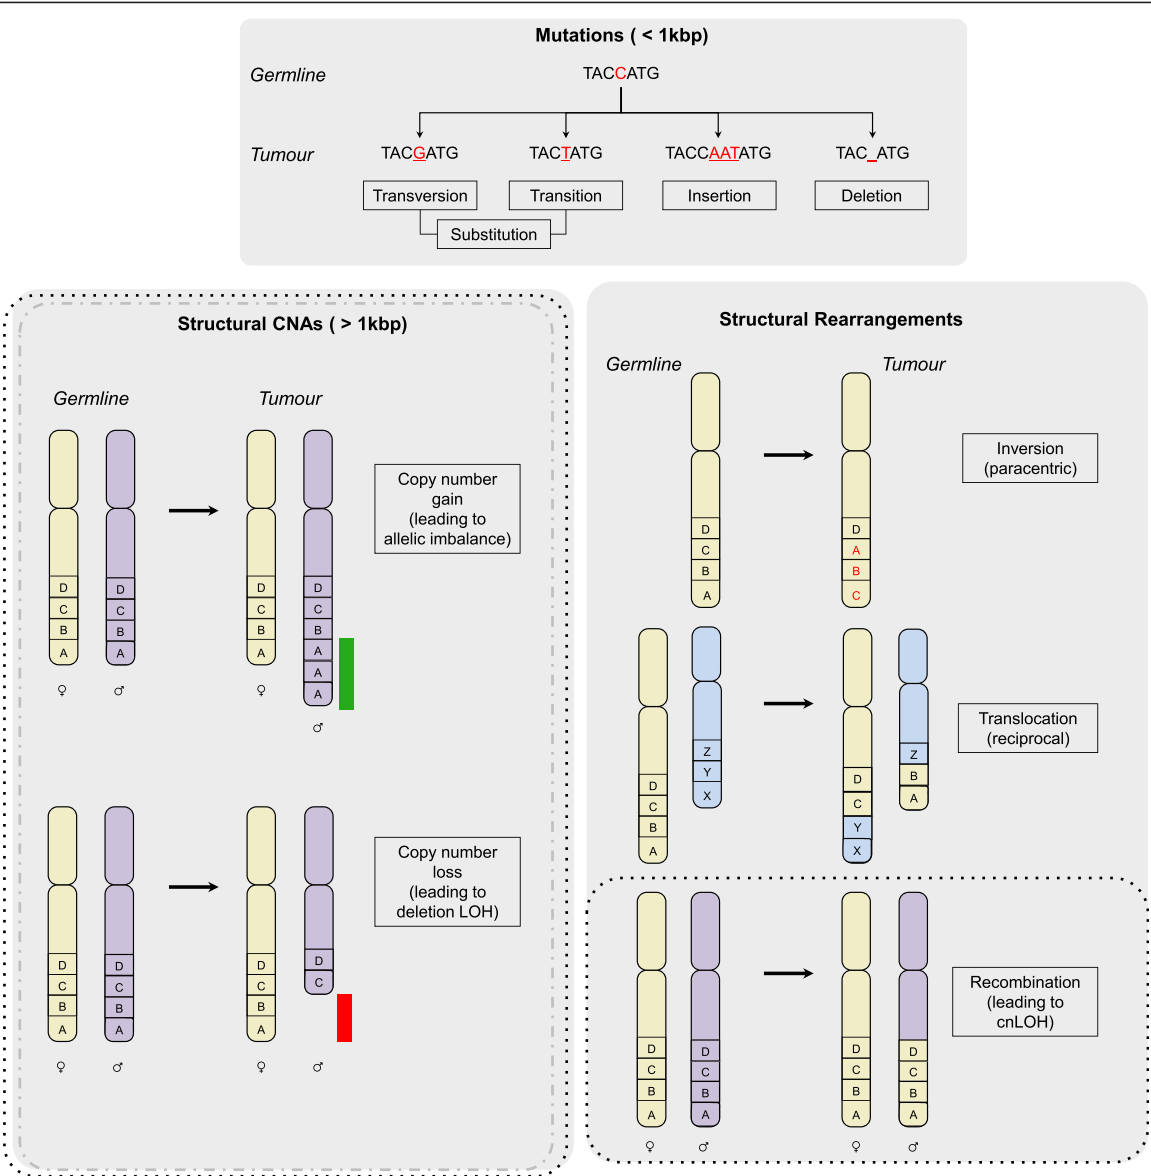 Mutations ( < 1kbp)
Germline
TACCATG
Tumour
TACGATG
TACTATG
TACCAATATG
TAC_ATG
Transversion
Transition
Insertion
Deletion
Substitution
Structural CNAs ( > 1kbp)
Germline
Tumour
D
C
B
A
♀
D
C
B
A
♂
D
C
B
A
♀
D
C
B
A
A
A
♂
Copy number
gain
(leading to
allelic imbalance)
D
C
B
A
♀
D
C
B
A
♂
D
C
B
A
♀
D
C
♂
Copy number
loss
(leading to
deletion LOH)
Structural Rearrangements
Germline
Tumour
D
C
B
A
D
A
B
C
Inversion
(paracentric)
D
C
B
A
Z
Y
X
D
C
Y
X
Z
B
A
Translocation
(reciprocal)
D
C
B
A
♀
D
C
B
A
♂
D
C
B
A
♀
D
C
B
A
♂
Recombination
(leading to
cnLOH)